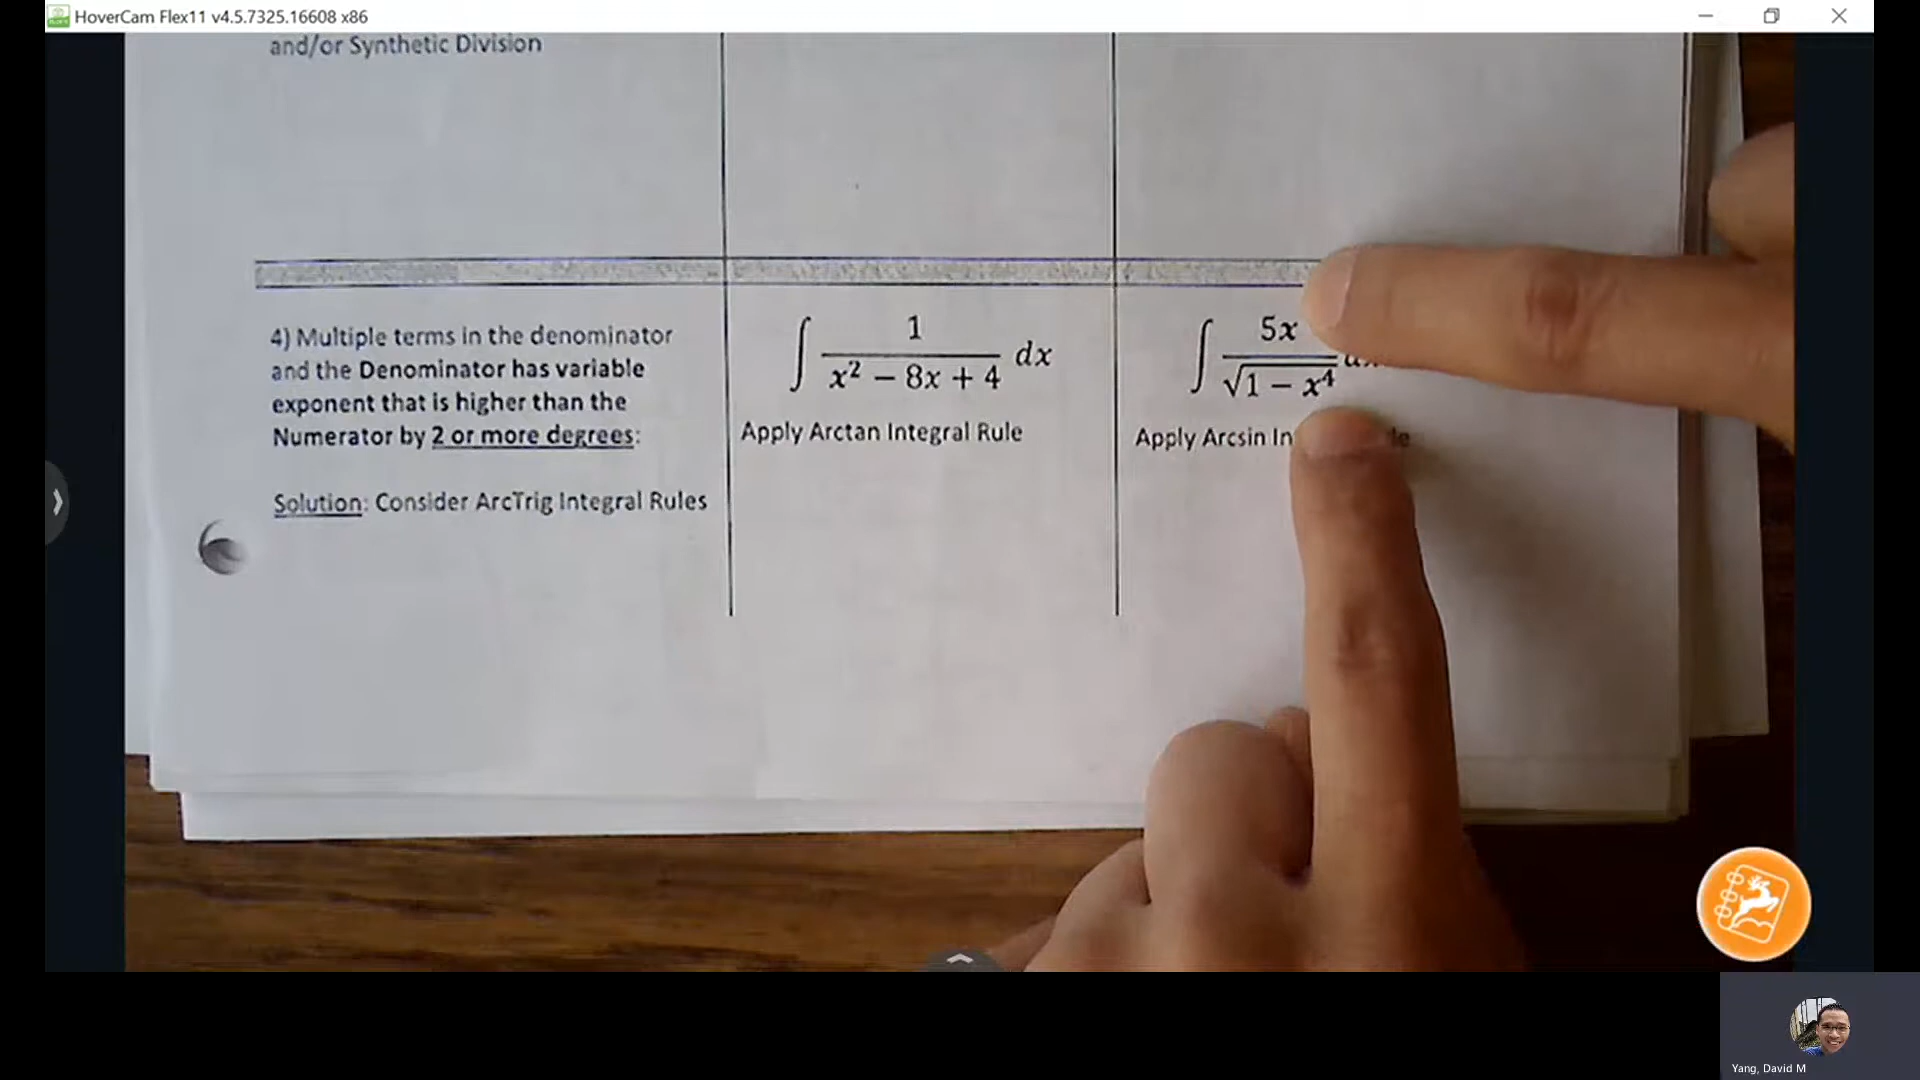 HoverCam Flex11 v4.5.7325.16608 x86
and/or Synthetic Division
4) Multiple terms in the denominator
and the Denominator has variable
exponent that is higher than the
Numerator by 2 or more degrees:
Solution: Consider ArcTrig Integral Rules
∫ 1 / (x² − 8x + 4) dx
Apply Arctan Integral Rule
∫ 5x / √(1 − x⁴)
Apply Arcsin
Yang, David M